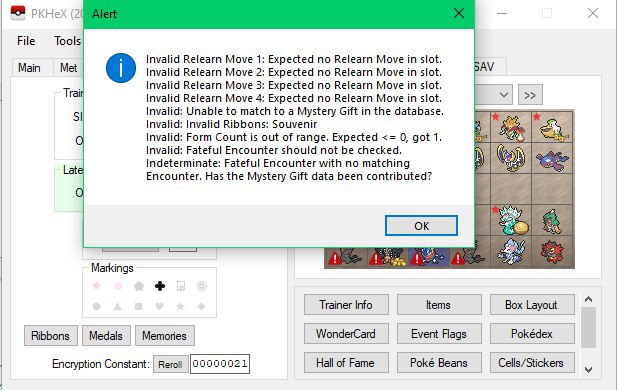 PKHeX (20
Alert
File Tools
Main Met
SAV
Invalid Relearn Move 1: Expected no Relearn Move in slot.
Invalid Relearn Move 2: Expected no Relearn Move in slot.
Invalid Relearn Move 3: Expected no Relearn Move in slot.
Invalid Relearn Move 4: Expected no Relearn Move in slot.
Invalid: Unable to match to a Mystery Gift in the database.
Invalid: Invalid Ribbons: Souvenir
Invalid: Form Count is out of range. Expected <= 0, got 1.
Invalid: Fateful Encounter should not be checked.
Indeterminate: Fateful Encounter with no matching
Encounter. Has the Mystery Gift data been contributed?
OK
>>
Train
Late
Markings
Ribbons Medals Memories
Encryption Constant: Reroll 00000021
Trainer Info Items Box Layout
WonderCard Event Flags Pokédex
Hall of Fame Poké Beans Cells/Stickers